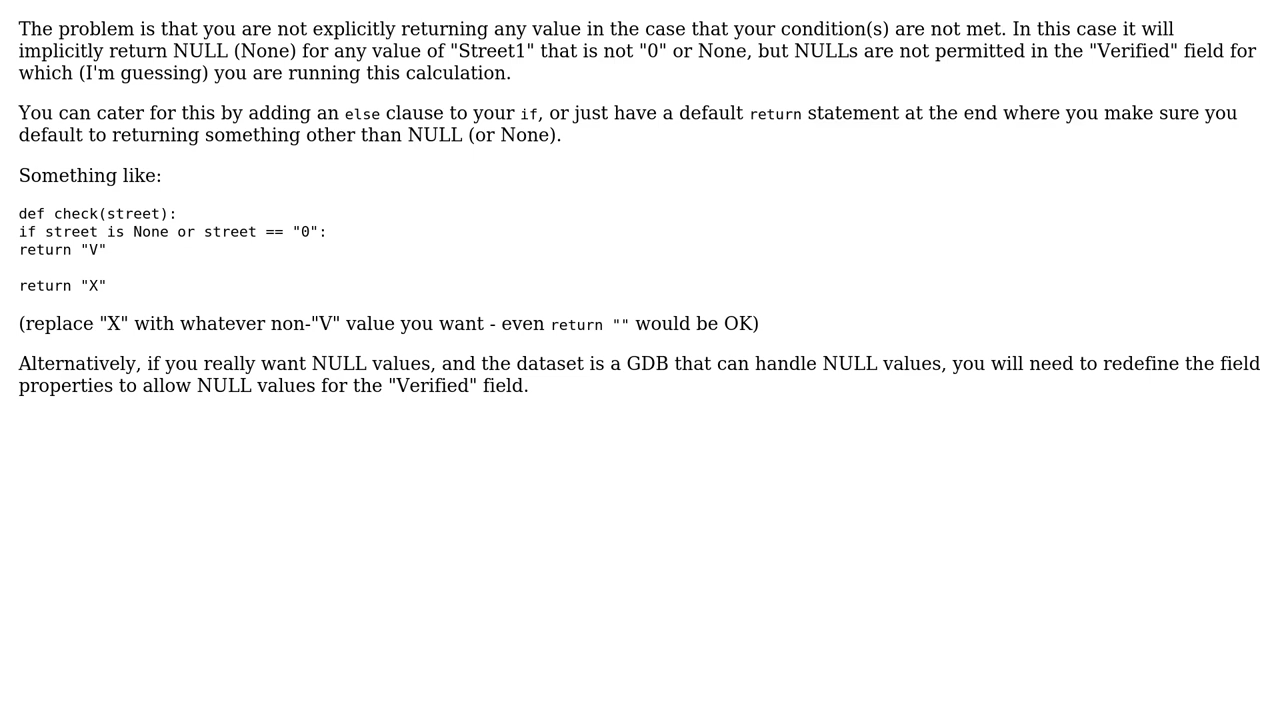 The problem is that you are not explicitly returning any value in the case that your condition(s) are not met. In this case it will
implicitly return NULL (None) for any value of "Street1" that is not "0" or None, but NULLs are not permitted in the "Verified" field for
which (I'm guessing) you are running this calculation.
You can cater for this by adding an else clause to your if, or just have a default return statement at the end where you make sure you
default to returning something other than NULL (or None).
Something like:
def check(street):
if street is None or street == "0":
return "V"
return "X"
(replace "X" with whatever non-"V" value you want - even return "" would be OK)
Alternatively, if you really want NULL values, and the dataset is a GDB that can handle NULL values, you will need to redefine the field
properties to allow NULL values for the "Verified" field.